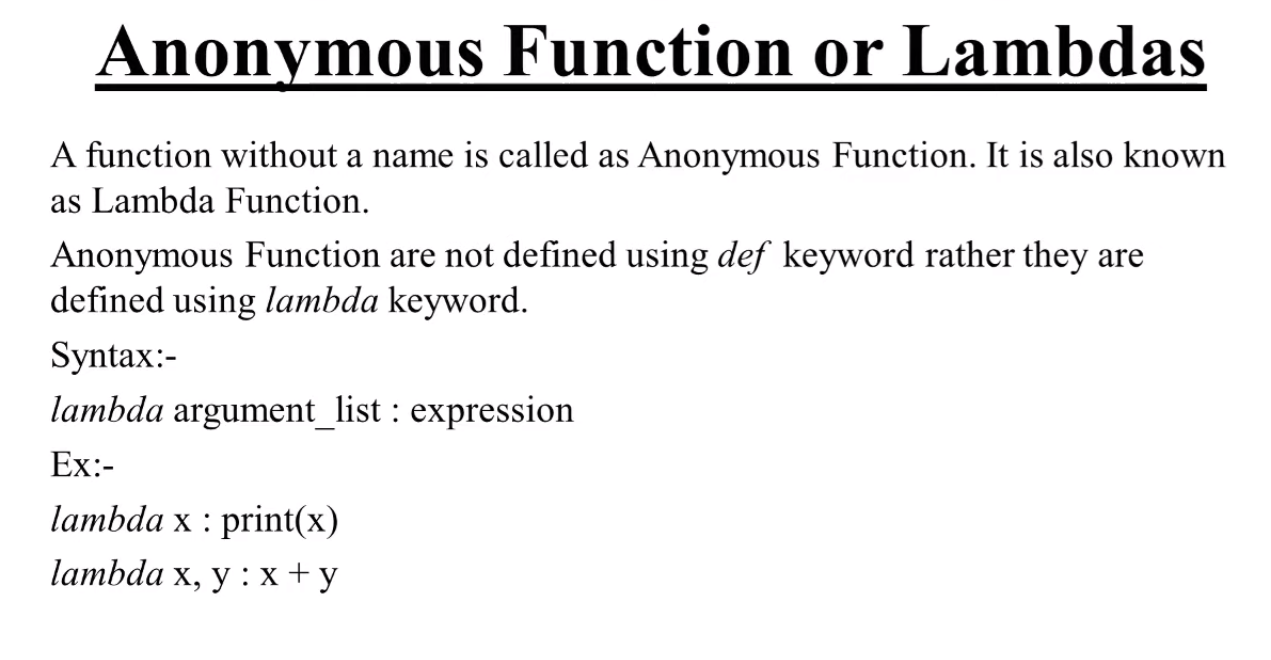 Anonymous Function or Lambdas
A function without a name is called as Anonymous Function. It is also known
as Lambda Function.
Anonymous Function are not defined using def keyword rather they are
defined using lambda keyword.
Syntax:-
lambda argument_list : expression
Ex:-
lambda x : print(x)
lambda x, y : x + y